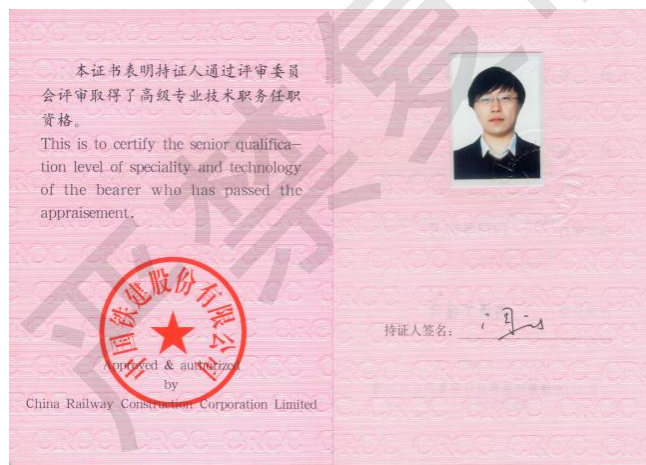 本证书表明持证人通过评审委员
会评审取得了高级专业技术职务任职
资格。
This is to certify the senior qualifica-
tion level of speciality and technology
of the bearer who has passed the
appraisement.
中国铁建股份有限公司
Approved & authorized
by
China Railway Construction Corporation Limited
持证人签名:
严禁复